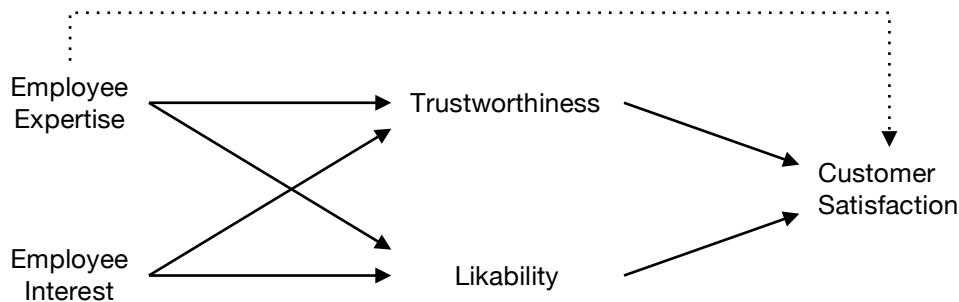 Employee
Expertise
Trustworthiness
Customer
Satisfaction
Employee
Interest
Likability